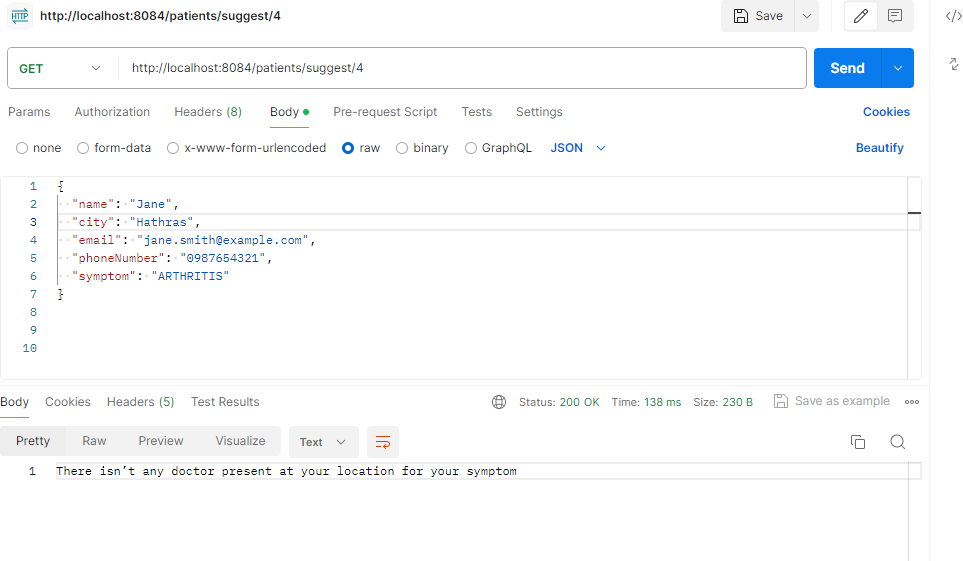 HTTP http://localhost:8084/patients/suggest/4 Save </>
GET http://localhost:8084/patients/suggest/4 Send
Params Authorization Headers (8) Body Pre-request Script Tests Settings Cookies
none form-data x-www-form-urlencoded raw binary GraphQL JSON Beautify
1 {
2 "name": "Jane",
3 "city": "Hathras",
4 "email": "jane.smith@example.com",
5 "phoneNumber": "0987654321",
6 "symptom": "ARTHRITIS"
7 }
8
9
10
Body Cookies Headers (5) Test Results Status: 200 OK Time: 138 ms Size: 230 B Save as example
Pretty Raw Preview Visualize Text
1 There isn't any doctor present at your location for your symptom